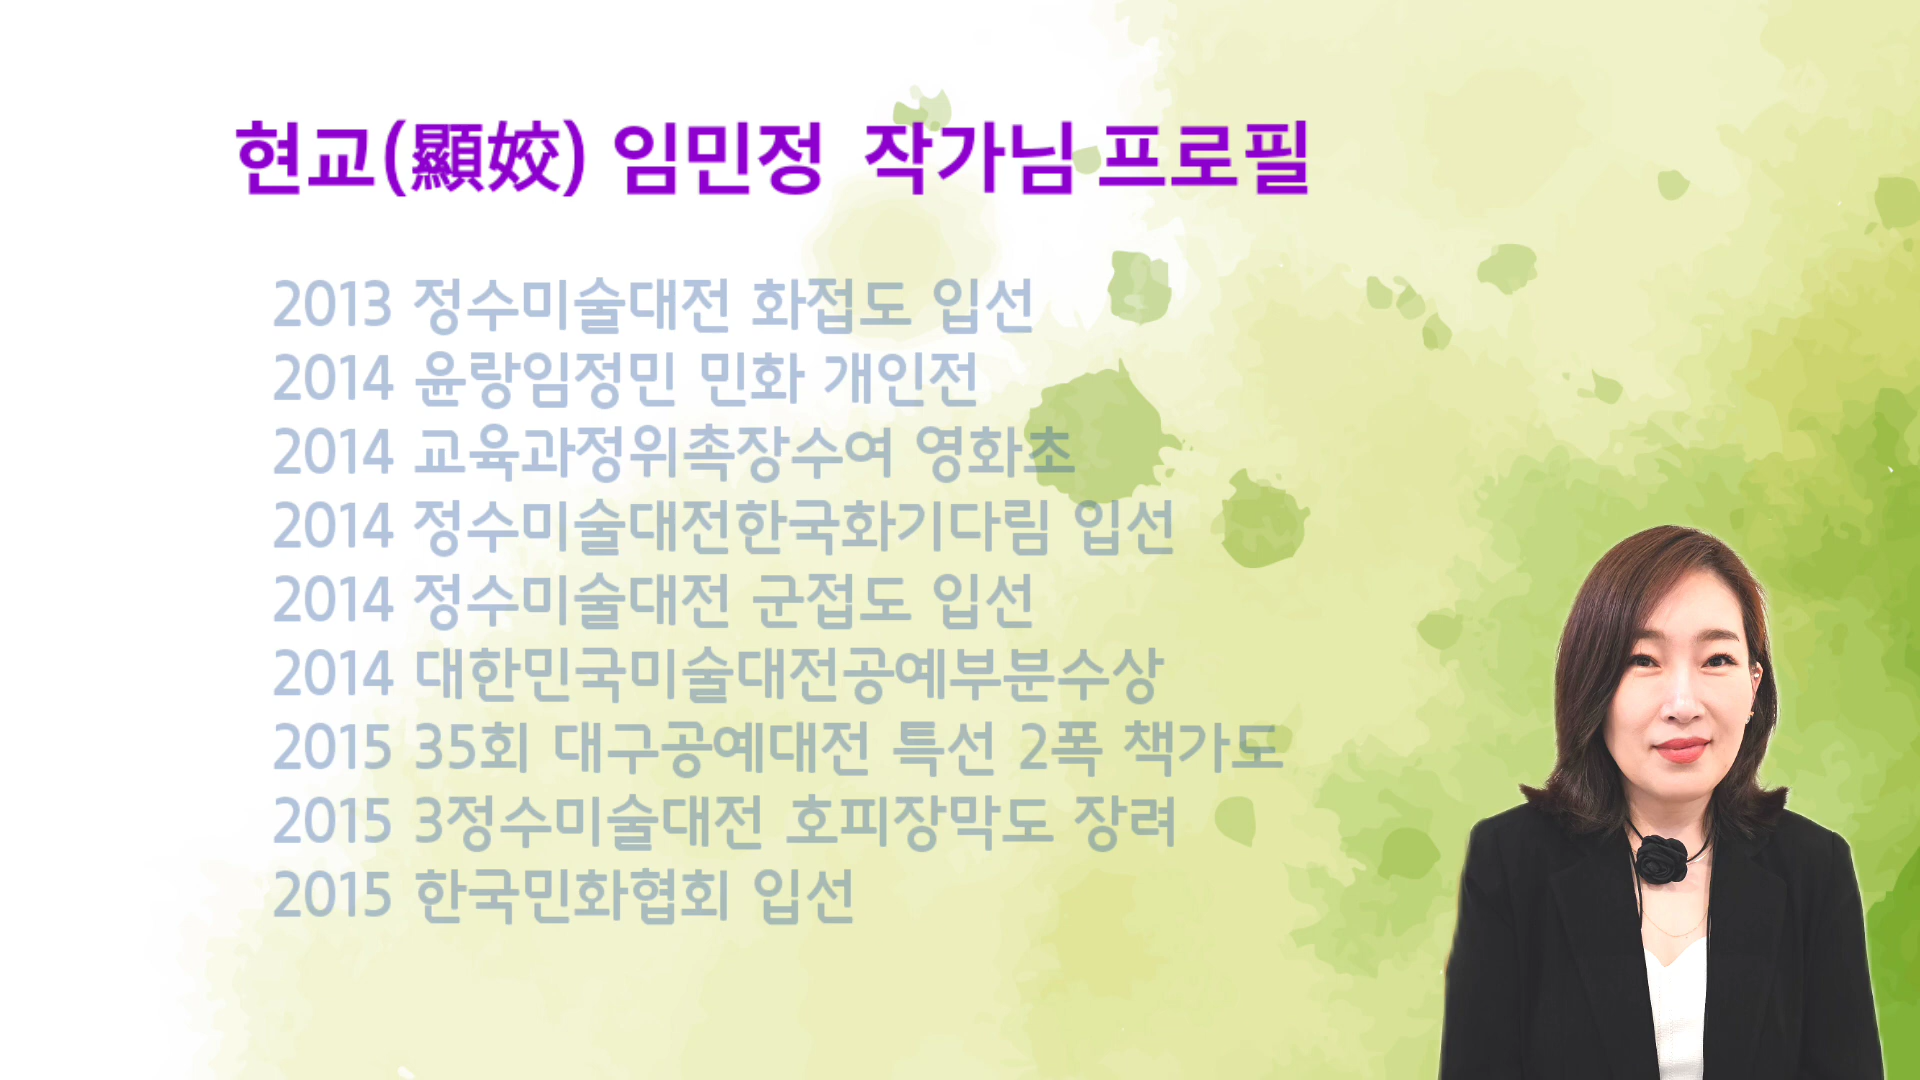 현교(顯姣) 임민정 작가님 프로필
2013 정수미술대전 화접도 입선
2014 윤랑임정민 민화 개인전
2014 교육과정위촉장수여 영화초
2014 정수미술대전한국화기다림 입선
2014 정수미술대전 군접도 입선
2014 대한민국미술대전공예부분수상
2015 35회 대구공예대전 특선 2폭 책가도
2015 3정수미술대전 호피장막도 장려
2015 한국민화협회 입선